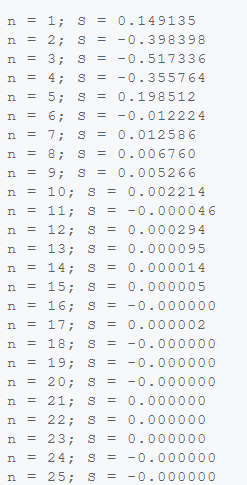 n = 1; S = 0.149135
n = 2; S = -0.398398
n = 3; S = -0.517336
n = 4; S = -0.355764
n = 5; S = 0.198512
n = 6; S = -0.012224
n = 7; S = 0.012586
n = 8; S = 0.006760
n = 9; S = 0.005266
n = 10; S = 0.002214
n = 11; S = -0.000046
n = 12; S = 0.000294
n = 13; S = 0.000095
n = 14; S = 0.000014
n = 15; S = 0.000005
n = 16; S = -0.000000
n = 17; S = 0.000002
n = 18; S = -0.000000
n = 19; S = -0.000000
n = 20; S = -0.000000
n = 21; S = 0.000000
n = 22; S = 0.000000
n = 23; S = 0.000000
n = 24; S = -0.000000
n = 25; S = -0.000000